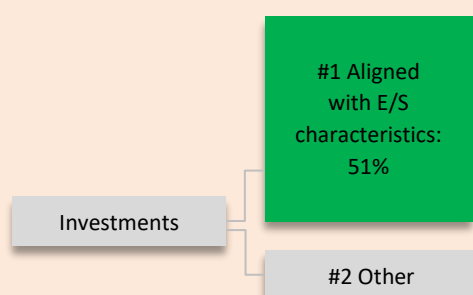 #1 Aligned
with E/S
characteristics:
51%
Investments
#2 Other